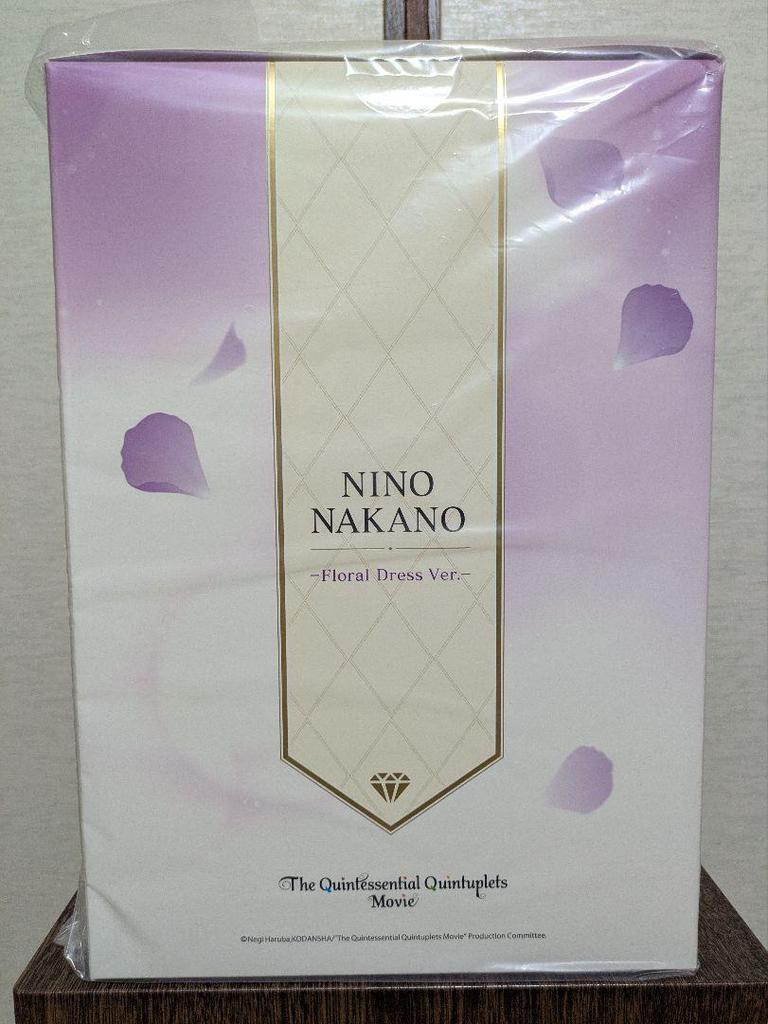 NINO
NAKANO
–Floral Dress Ver.–
The Quintessential Quintuplets
Movie
©Negi Haruba,KODANSHA/"The Quintessential Quintuplets Movie" Production Committee.